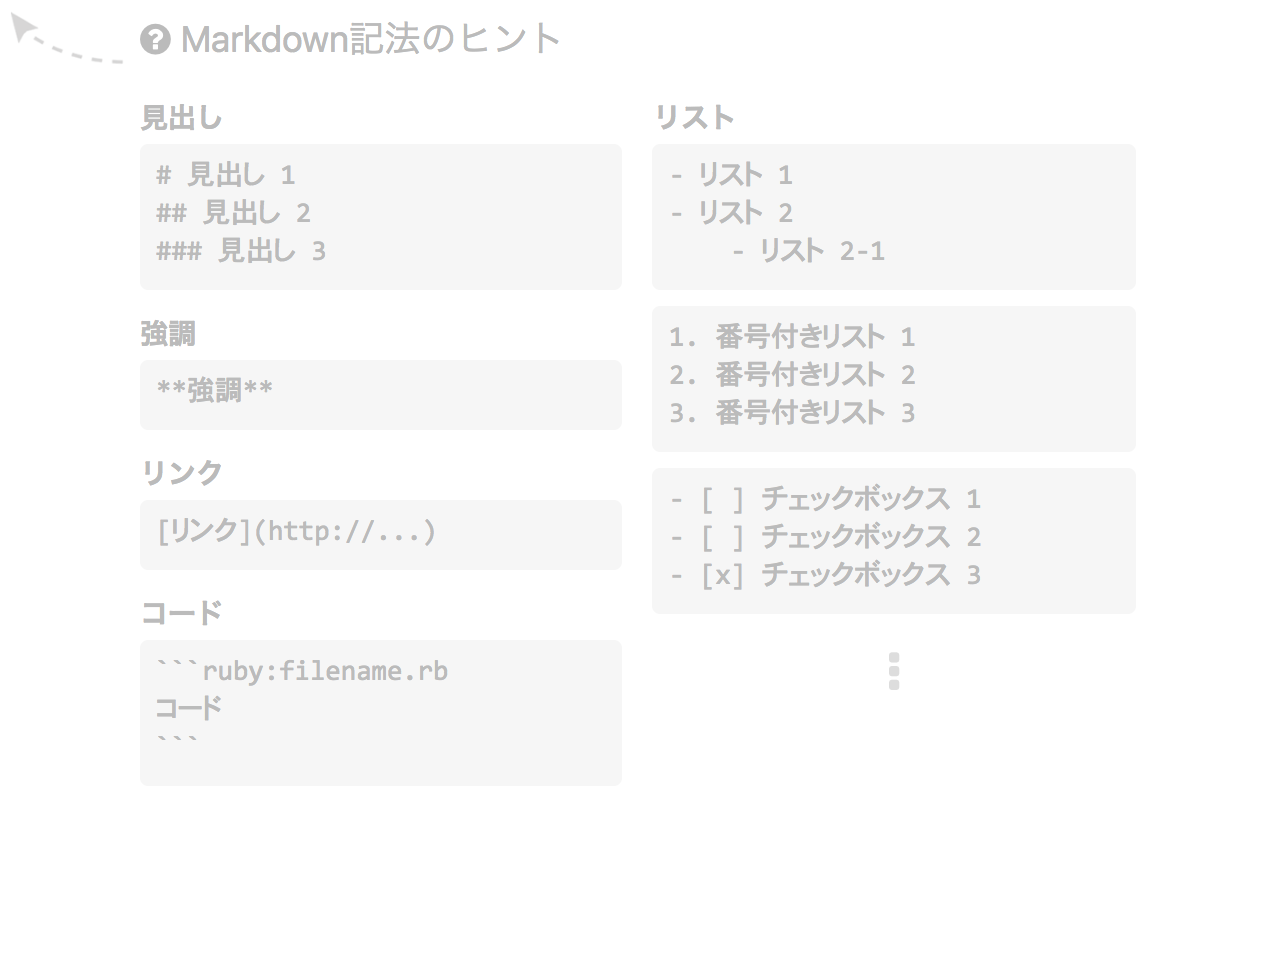 Markdown記法のヒント
見出し
# 見出し 1
## 見出し 2
### 見出し 3
強調
**強調**
リンク
[リンク](http://...)
コード
```ruby:filename.rb
コード
```
リスト
- リスト 1
- リスト 2
    - リスト 2-1
1. 番号付きリスト 1
2. 番号付きリスト 2
3. 番号付きリスト 3
- [ ] チェックボックス 1
- [ ] チェックボックス 2
- [x] チェックボックス 3